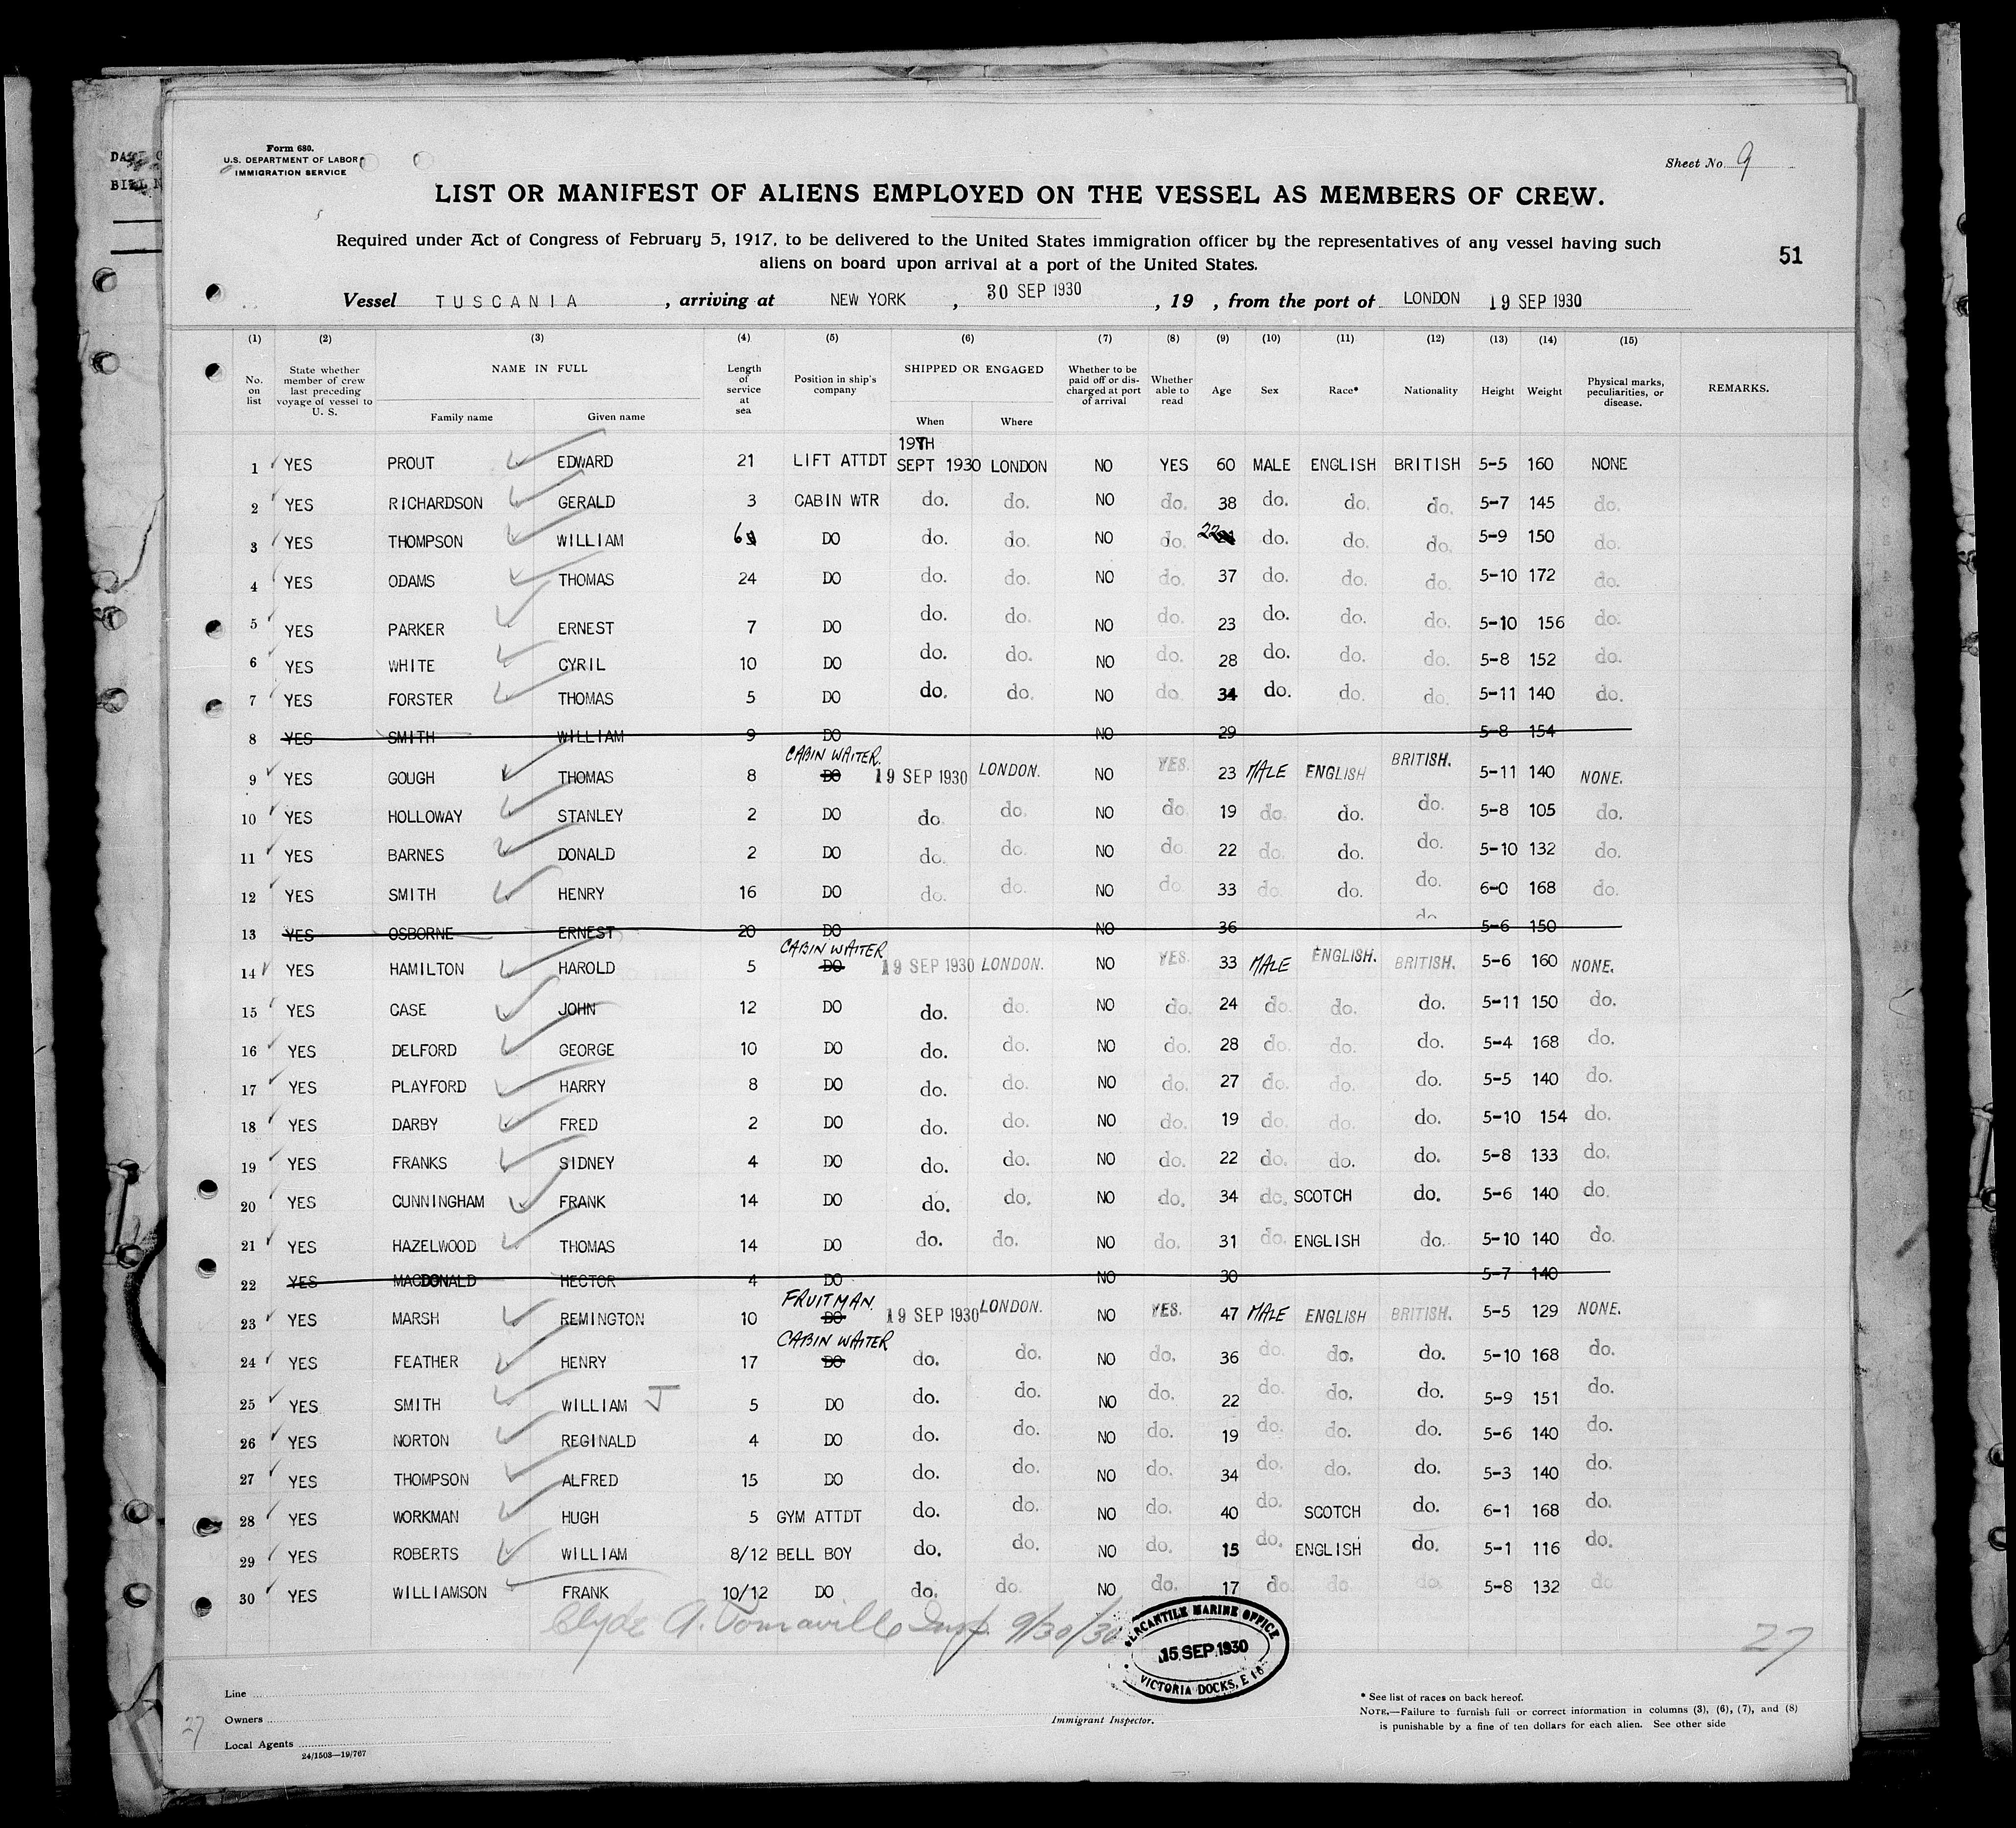 DA
BILL N
Form 680.
U.S. DEPARTMENT OF LABOR
IMMIGRATION SERVICE
Sheet No. 9
LIST OR MANIFEST OF ALIENS EMPLOYED ON THE VESSEL AS MEMBERS OF CREW.
Required under Act of Congress of February 5, 1917, to be delivered to the United States immigration officer by the representatives of any vessel having such
aliens on board upon arrival at a port of the United States.
51
Vessel TUSCANIA, arriving at NEW YORK, 30 SEP 1930, 19 , from the port of LONDON 19 SEP 1930
(1) (2) (3) (4) (5) (6) (7) (8) (9) (10) (11) (12) (13) (14) (15)
No. on list State whether member of crew last preceding voyage of vessel to U. S. NAME IN FULL Family name Given name Length of service at sea Position in ship's company SHIPPED OR ENGAGED When Where Whether to be paid off or discharged at port of arrival Whether able to read Age Sex Race* Nationality Height Weight Physical marks, peculiarities, or disease. REMARKS.
1 YES PROUT EDWARD 21 LIFT ATTDT 19TH SEPT 1930 LONDON NO YES 60 MALE ENGLISH BRITISH 5-5 160 NONE
2 YES RICHARDSON GERALD 3 CABIN WTR do. do. NO do. 38 do. do. do. 5-7 145 do.
3 YES THOMPSON WILLIAM 6 DO do. do. NO do. 22 do. do. do. 5-9 150 do.
4 YES ODAMS THOMAS 24 DO do. do. NO do. 37 do. do. do. 5-10 172 do.
5 YES PARKER ERNEST 7 DO do. do. NO do. 23 do. do. do. 5-10 156 do.
6 YES WHITE CYRIL 10 DO do. do. NO do. 28 do. do. do. 5-8 152 do.
7 YES FORSTER THOMAS 5 DO do. do. NO do. 34 do. do. do. 5-11 140 do.
8 YES SMITH WILLIAM 9 DO NO 29 5-8 154
9 YES GOUGH THOMAS 8 CABIN WAITER. DO 19 SEP 1930 LONDON. NO YES. 23 MALE ENGLISH BRITISH. 5-11 140 NONE.
10 YES HOLLOWAY STANLEY 2 DO do. do. NO do. 19 do. do. do. 5-8 105 do.
11 YES BARNES DONALD 2 DO do. do. NO do. 22 do. do. do. 5-10 132 do.
12 YES SMITH HENRY 16 DO do. do. NO do. 33 do. do. do. 6-0 168 do.
13 YES OSBORNE ERNEST 20 DO NO 36 do 5-6 150
14 YES HAMILTON HAROLD 5 CABIN WAITER DO 19 SEP 1930 LONDON. NO YES. 33 MALE ENGLISH. BRITISH. 5-6 160 NONE.
15 YES CASE JOHN 12 DO do. do. NO do. 24 do. do. do. 5-11 150 do.
16 YES DELFORD GEORGE 10 DO do. do. NO do. 28 do. do. do. 5-4 168 do.
17 YES PLAYFORD HARRY 8 DO do. do. NO do. 27 do. do. do. 5-5 140 do.
18 YES DARBY FRED 2 DO do. do. NO do. 19 do. do. do. 5-10 154 do.
19 YES FRANKS SIDNEY 4 DO do. do. NO do. 22 do. do. do. 5-8 133 do.
20 YES CUNNINGHAM FRANK 14 DO do. do. NO do. 34 do. SCOTCH do. 5-6 140 do.
21 YES HAZELWOOD THOMAS 14 DO do. do. NO do. 31 do. ENGLISH do. 5-10 140 do.
22 YES MACDONALD HECTOR 4 DO NO 30 5-7 140
23 YES MARSH REMINGTON 10 FRUITMAN. DO 19 SEP 1930 LONDON. NO YES. 47 MALE ENGLISH BRITISH. 5-5 129 NONE.
24 YES FEATHER HENRY 17 CABIN WAITER DO do. do. NO do. 36 do. do. do. 5-10 168 do.
25 YES SMITH WILLIAM J 5 DO do. do. NO do. 22 do. do. do. 5-9 151 do.
26 YES NORTON REGINALD 4 DO do. do. NO do. 19 do. do. do. 5-6 140 do.
27 YES THOMPSON ALFRED 15 DO do. do. NO do. 34 do. do. do. 5-3 140 do.
28 YES WORKMAN HUGH 5 GYM ATTDT do. do. NO do. 40 do. SCOTCH do. 6-1 168 do.
29 YES ROBERTS WILLIAM 8/12 BELL BOY do. do. NO do. 15 do. ENGLISH do. 5-1 116 do.
30 YES WILLIAMSON FRANK 10/12 DO do. do. NO do. 17 do. do. do. 5-8 132 do
Clyde A. Tomaville Insp. 9/30/30
27
MERCANTILE MARINE OFFICE
15 SEP 1930
VICTORIA DOCKS, E 16
Line
Owners
27
Local Agents
24/1503—19/767
Immigrant Inspector.
* See list of races on back hereof.
NOTE.—Failure to furnish full or correct information in columns (3), (6), (7), and (8)
is punishable by a fine of ten dollars for each alien. See other side